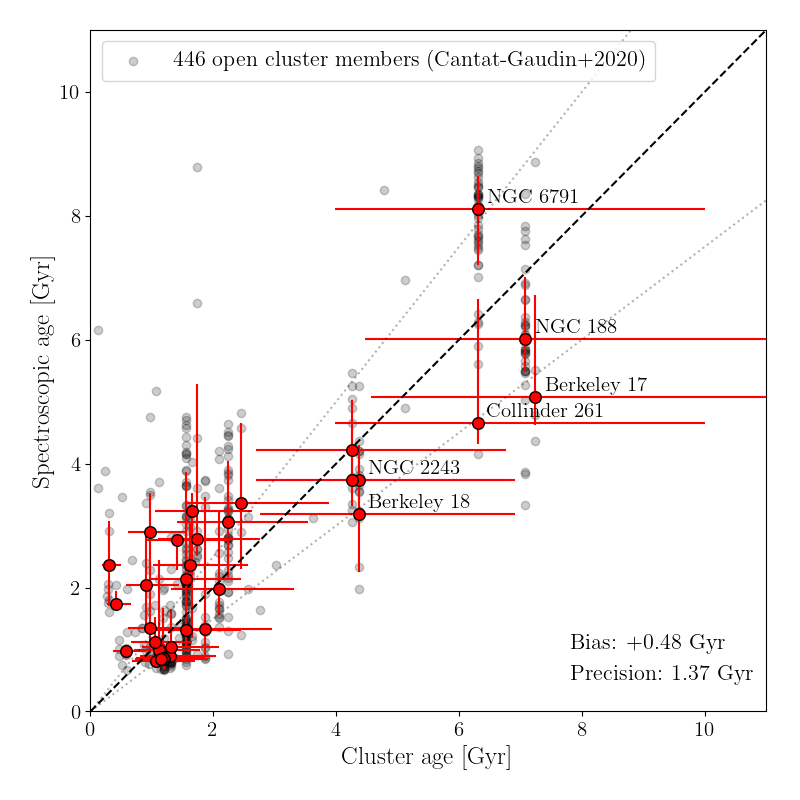 446 open cluster members (Cantat-Gaudin+2020)
10
8
6
4
2
0
Spectroscopic age [Gyr]
NGC 6791
NGC 188
Berkeley 17
Collinder 261
NGC 2243
Berkeley 18
Bias: +0.48 Gyr
Precision: 1.37 Gyr
0 2 4 6 8 10
Cluster age [Gyr]